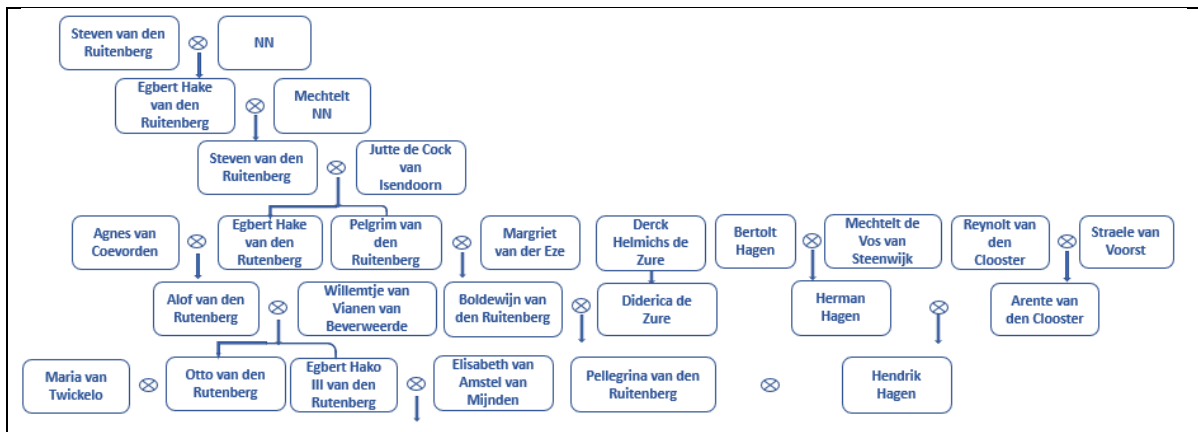 Steven van den
Ruitenberg
NN
Egbert Hake
van den
Ruitenberg
Mechtelt
NN
Steven van den
Ruitenberg
Jutte de Cock
van
Isendoorn
Agnes van
Coevorden
Egbert Hake
van den
Rutenberg
Pelgrim van
den
Ruitenberg
Margriet
van der Eze
Derck
Helmichs de
Zure
Bertolt
Hagen
Mechtelt de
Vos van
Steenwijk
Reynolt van
den
Clooster
Straele van
Voorst
Alof van den
Rutenberg
Willemtje van
Vianen van
Beverweerde
Boldewijn van
den Ruitenberg
Diderica de
Zure
Herman
Hagen
Arente van
den Clooster
Maria van
Twickelo
Otto van den
Rutenberg
Egbert Hako
III van den
Rutenberg
Elisabeth van
Amstel van
Mijnden
Pellegrina van den
Ruitenberg
Hendrik
Hagen